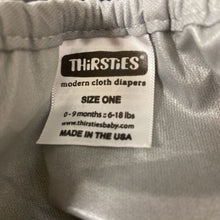 THIRSTIES®
modern cloth diapers
SIZE ONE
0 - 9 months ≈ 6-18 lbs
www.thirstiesbaby.com
MADE IN THE USA